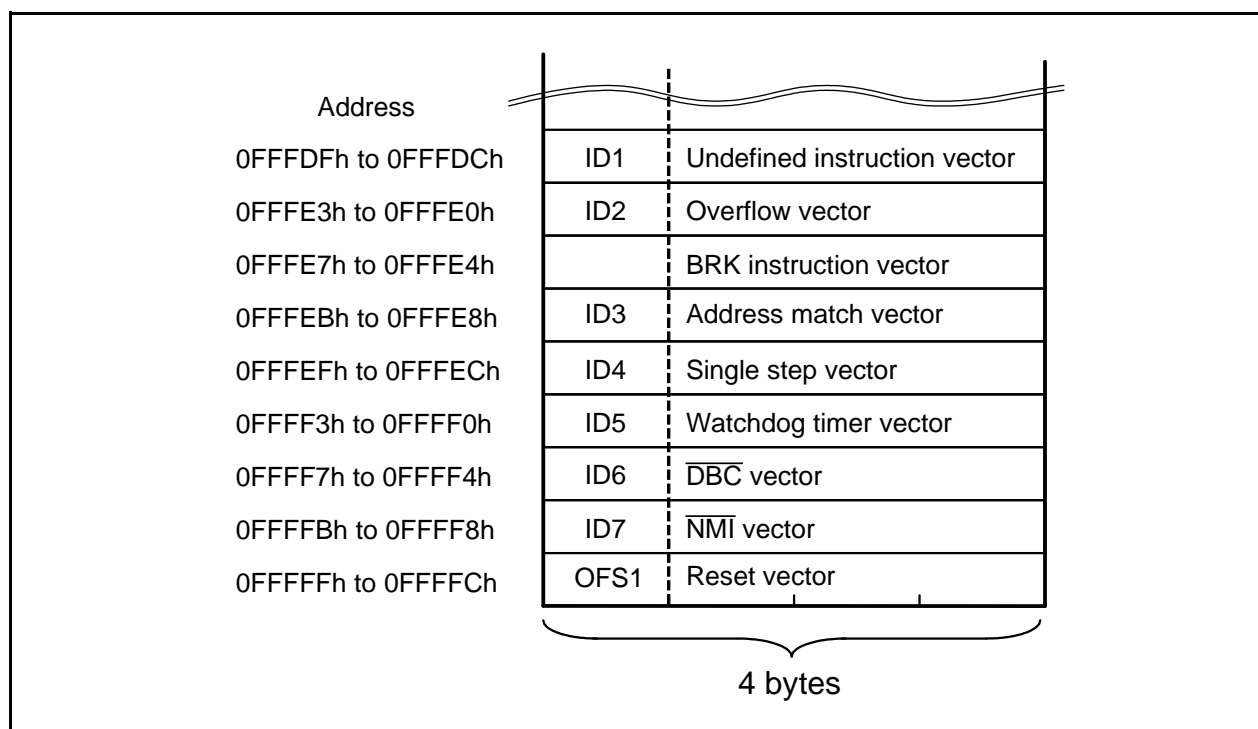 Address
0FFFDFh to 0FFFDCh ID1 Undefined instruction vector
0FFFE3h to 0FFFE0h ID2 Overflow vector
0FFFE7h to 0FFFE4h BRK instruction vector
0FFFEBh to 0FFFE8h ID3 Address match vector
0FFFEFh to 0FFFECh ID4 Single step vector
0FFFF3h to 0FFFF0h ID5 Watchdog timer vector
0FFFF7h to 0FFFF4h ID6 D̅B̅C̅ vector
0FFFFBh to 0FFFF8h ID7 N̅M̅I̅ vector
0FFFFFh to 0FFFFCh OFS1 Reset vector
4 bytes